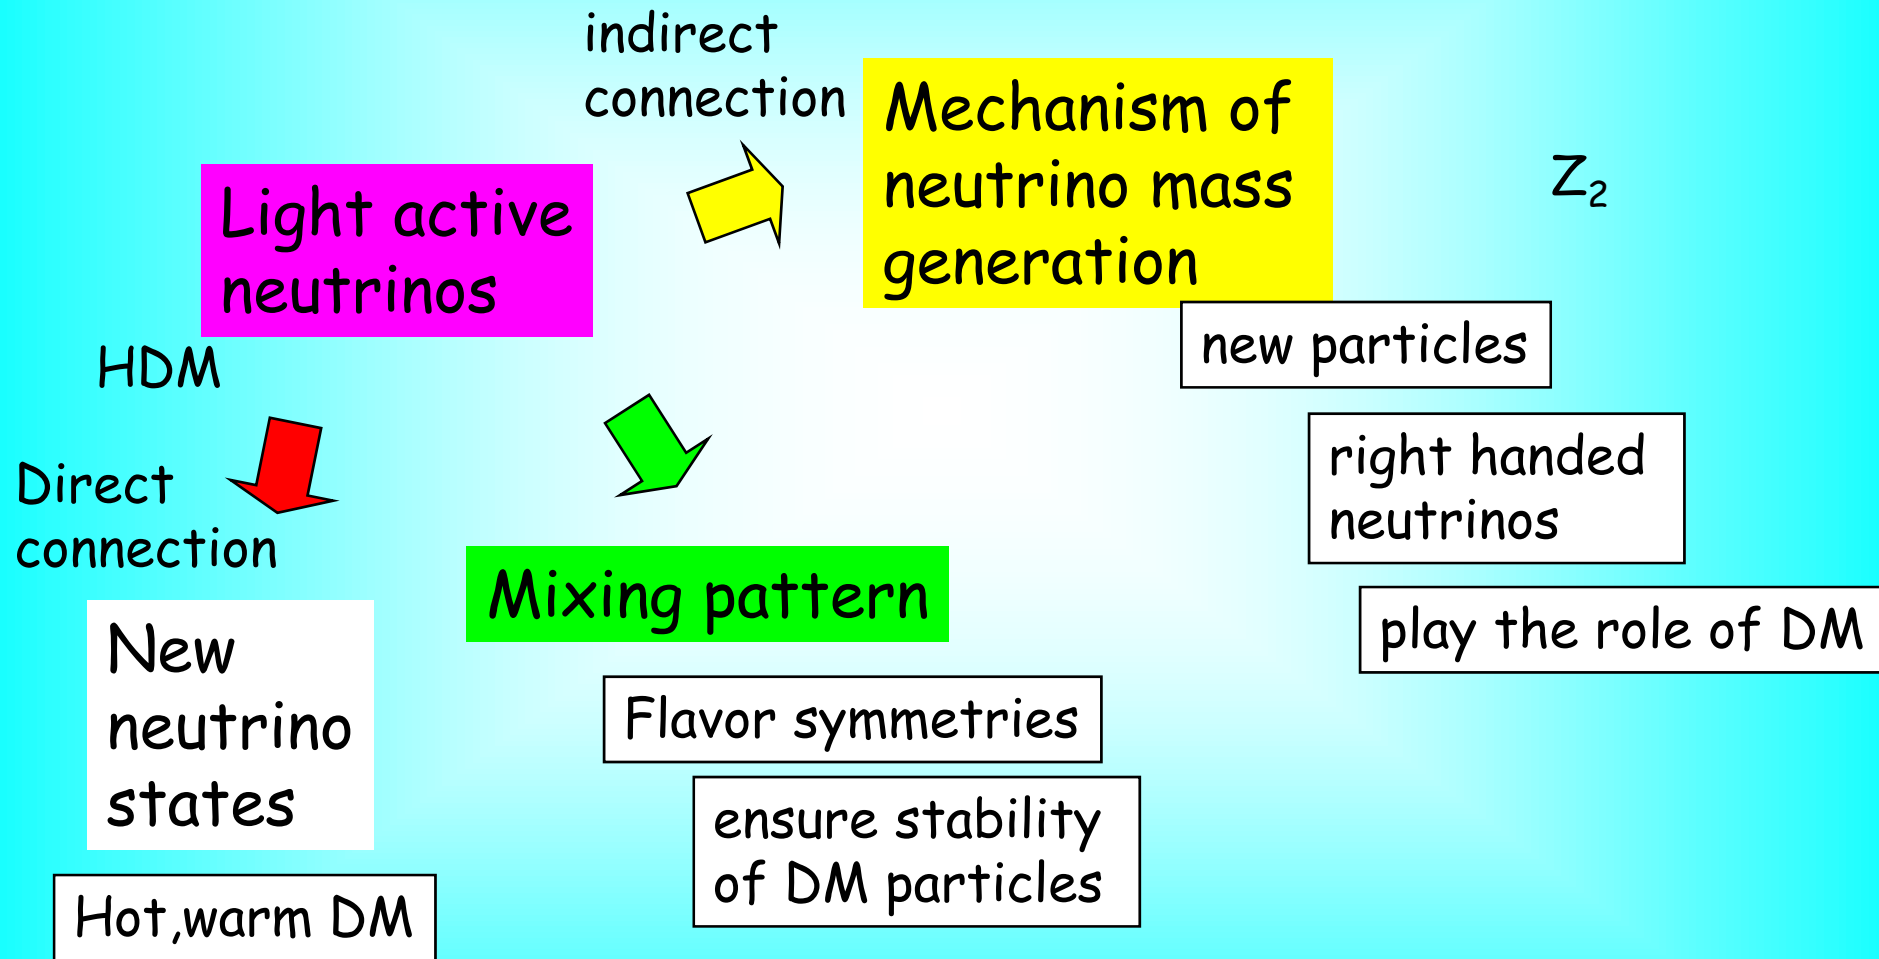 indirect
connection
Mechanism of
neutrino mass
generation
Z₂
Light active
neutrinos
new particles
HDM
right handed
neutrinos
Direct
connection
Mixing pattern
play the role of DM
New
neutrino
states
Flavor symmetries
ensure stability
of DM particles
Hot,warm DM